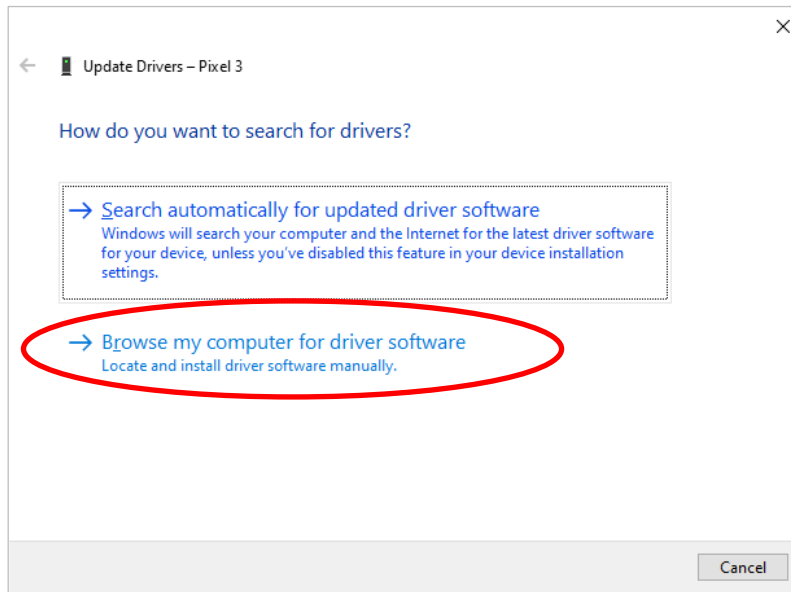 Update Drivers – Pixel 3
How do you want to search for drivers?
Search automatically for updated driver software
Windows will search your computer and the Internet for the latest driver software
for your device, unless you've disabled this feature in your device installation
settings.
Browse my computer for driver software
Locate and install driver software manually.
Cancel